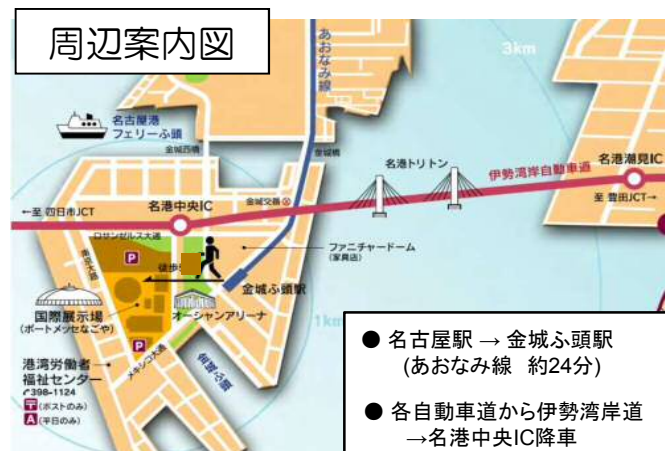 周辺案内図
あおなみ線
3km
名古屋港
フェリーふ頭
金城西橋
金城橋
名港トリトン
伊勢湾岸自動車道
名港潮見IC
至 豊田JCT→
←至 四日市JCT
名港中央IC
金城交番
ロサンゼルス大通
南京大路
P
徒歩
ファニチャードーム
(家具店)
金城ふ頭駅
国際展示場
(ポートメッセなごや)
オーシャンアリーナ
1km
P
メキシコ大通
金城ふ頭
港湾労働者
福祉センター
398-1124
(ポストのみ)
A(平日のみ)
● 名古屋駅 → 金城ふ頭駅
(あおなみ線 約24分)
● 各自動車道から伊勢湾岸道
→名港中央IC降車